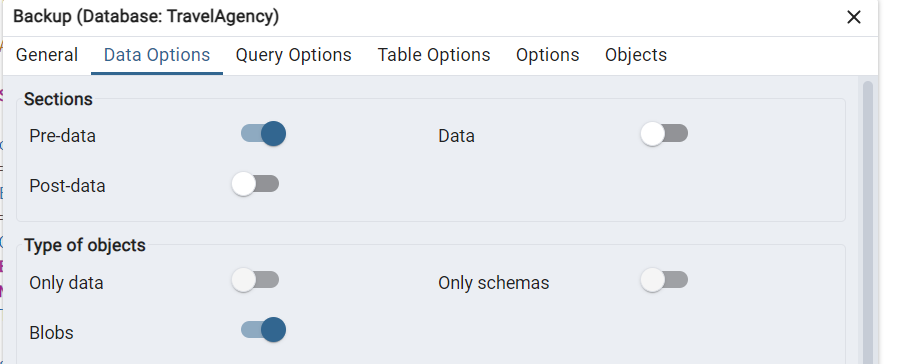 Backup (Database: TravelAgency)
General Data Options Query Options Table Options Options Objects
Sections
Pre-data Data
Post-data
Type of objects
Only data Only schemas
Blobs